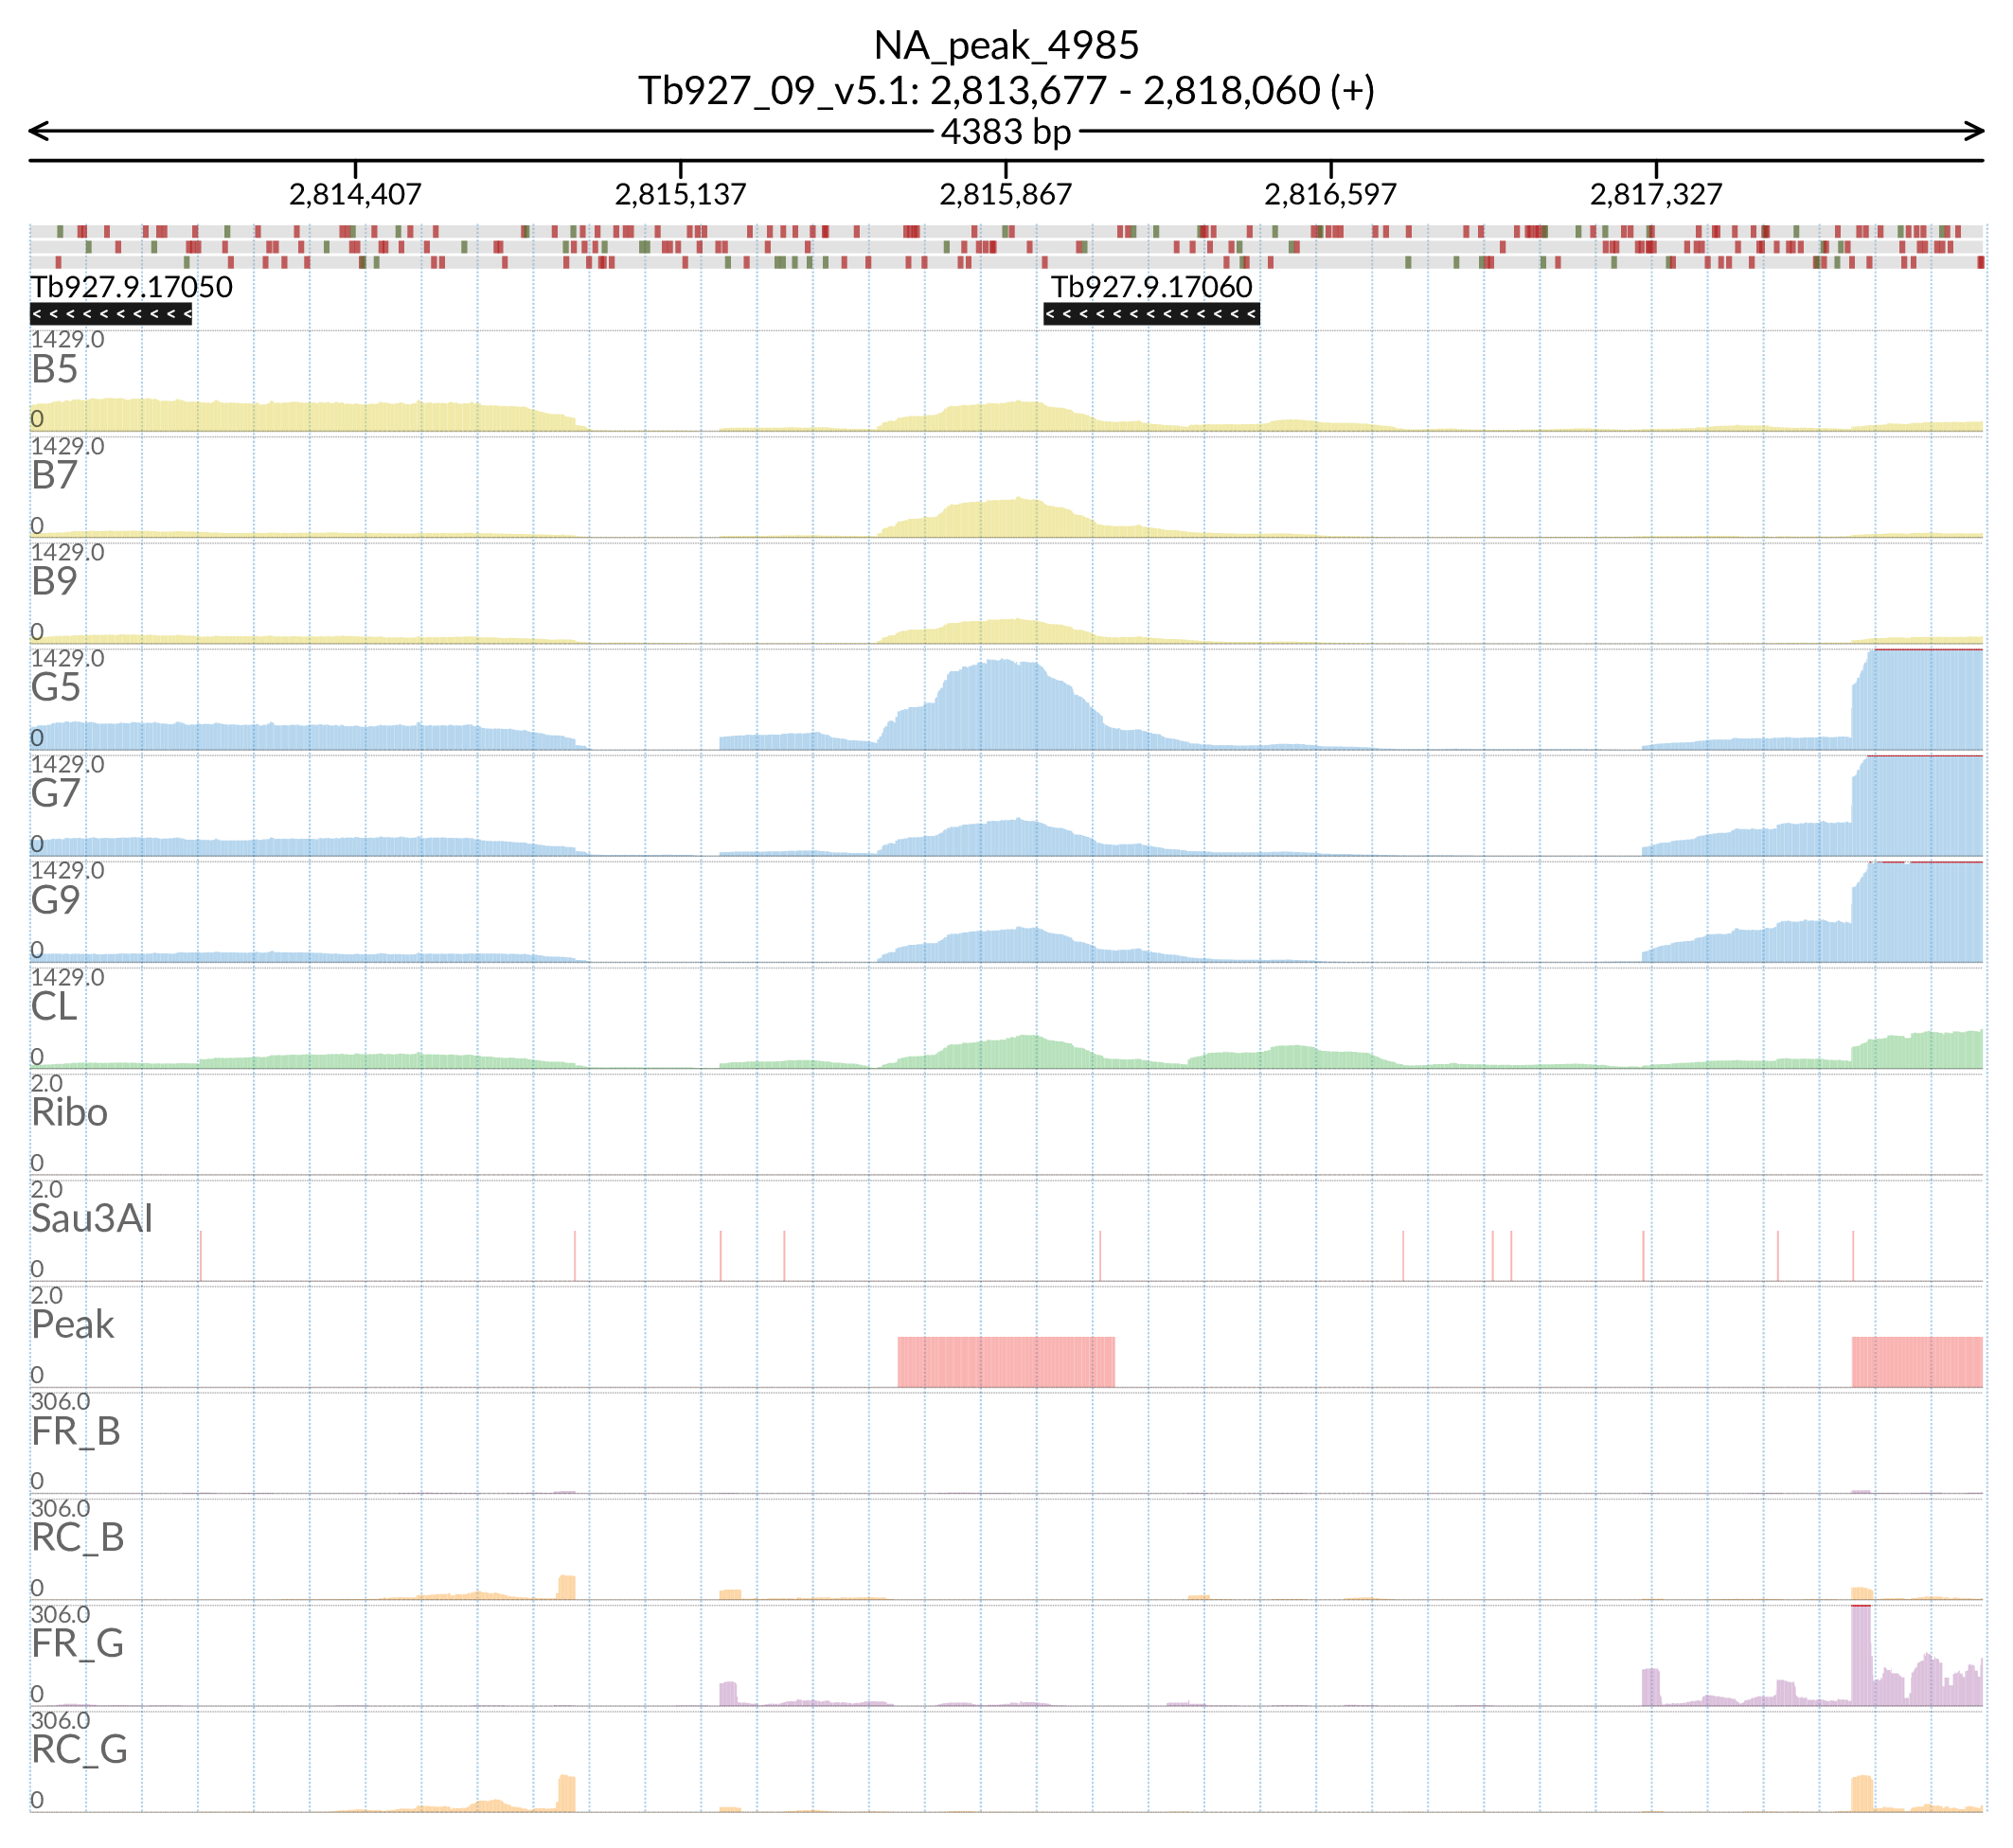 NA_peak_4985
Tb927_09_v5.1: 2,813,677 - 2,818,060 (+)
4383 bp
2,814,407 2,815,137 2,815,867 2,816,597 2,817,327
Tb927.9.17050 Tb927.9.17060
1429.0
B5
0
1429.0
B7
0
1429.0
B9
0
1429.0
G5
0
1429.0
G7
0
1429.0
G9
0
1429.0
CL
0
2.0
Ribo
0
2.0
Sau3AI
0
2.0
Peak
0
306.0
FR_B
0
306.0
RC_B
0
306.0
FR_G
0
306.0
RC_G
0